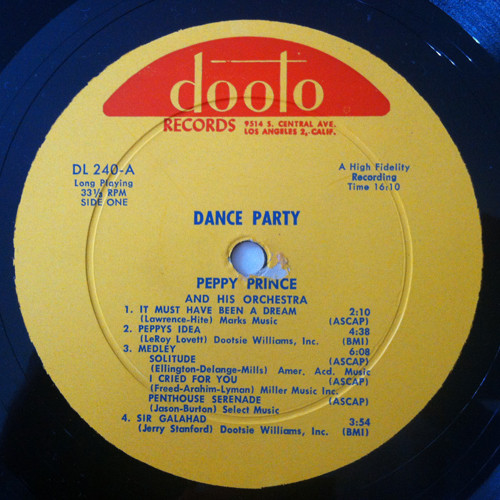 dooto
RECORDS 9514 S. CENTRAL AVE.
LOS ANGELES 2, CALIF.
DL 240-A
Long Playing
33⅓ RPM
SIDE ONE
A High Fidelity
Recording
Time 16:10
DANCE PARTY
PEPPY PRINCE
AND HIS ORCHESTRA
1. IT MUST HAVE BEEN A DREAM 2:10
(Lawrence-Hite) Marks Music (ASCAP)
2. PEPPYS IDEA 4:38
(LeRoy Lovett) Dootsie Williams, Inc. (BMI)
3. MEDLEY 6:08
SOLITUDE (ASCAP)
(Ellington-Delange-Mills) Amer. Acd. Music
I CRIED FOR YOU (ASCAP)
(Freed-Arahim-Lyman) Miller Music Inc.
PENTHOUSE SERENADE (ASCAP)
(Jason-Burton) Select Music
4. SIR GALAHAD 3:54
(Jerry Stanford) Dootsie Williams, Inc. (BMI)